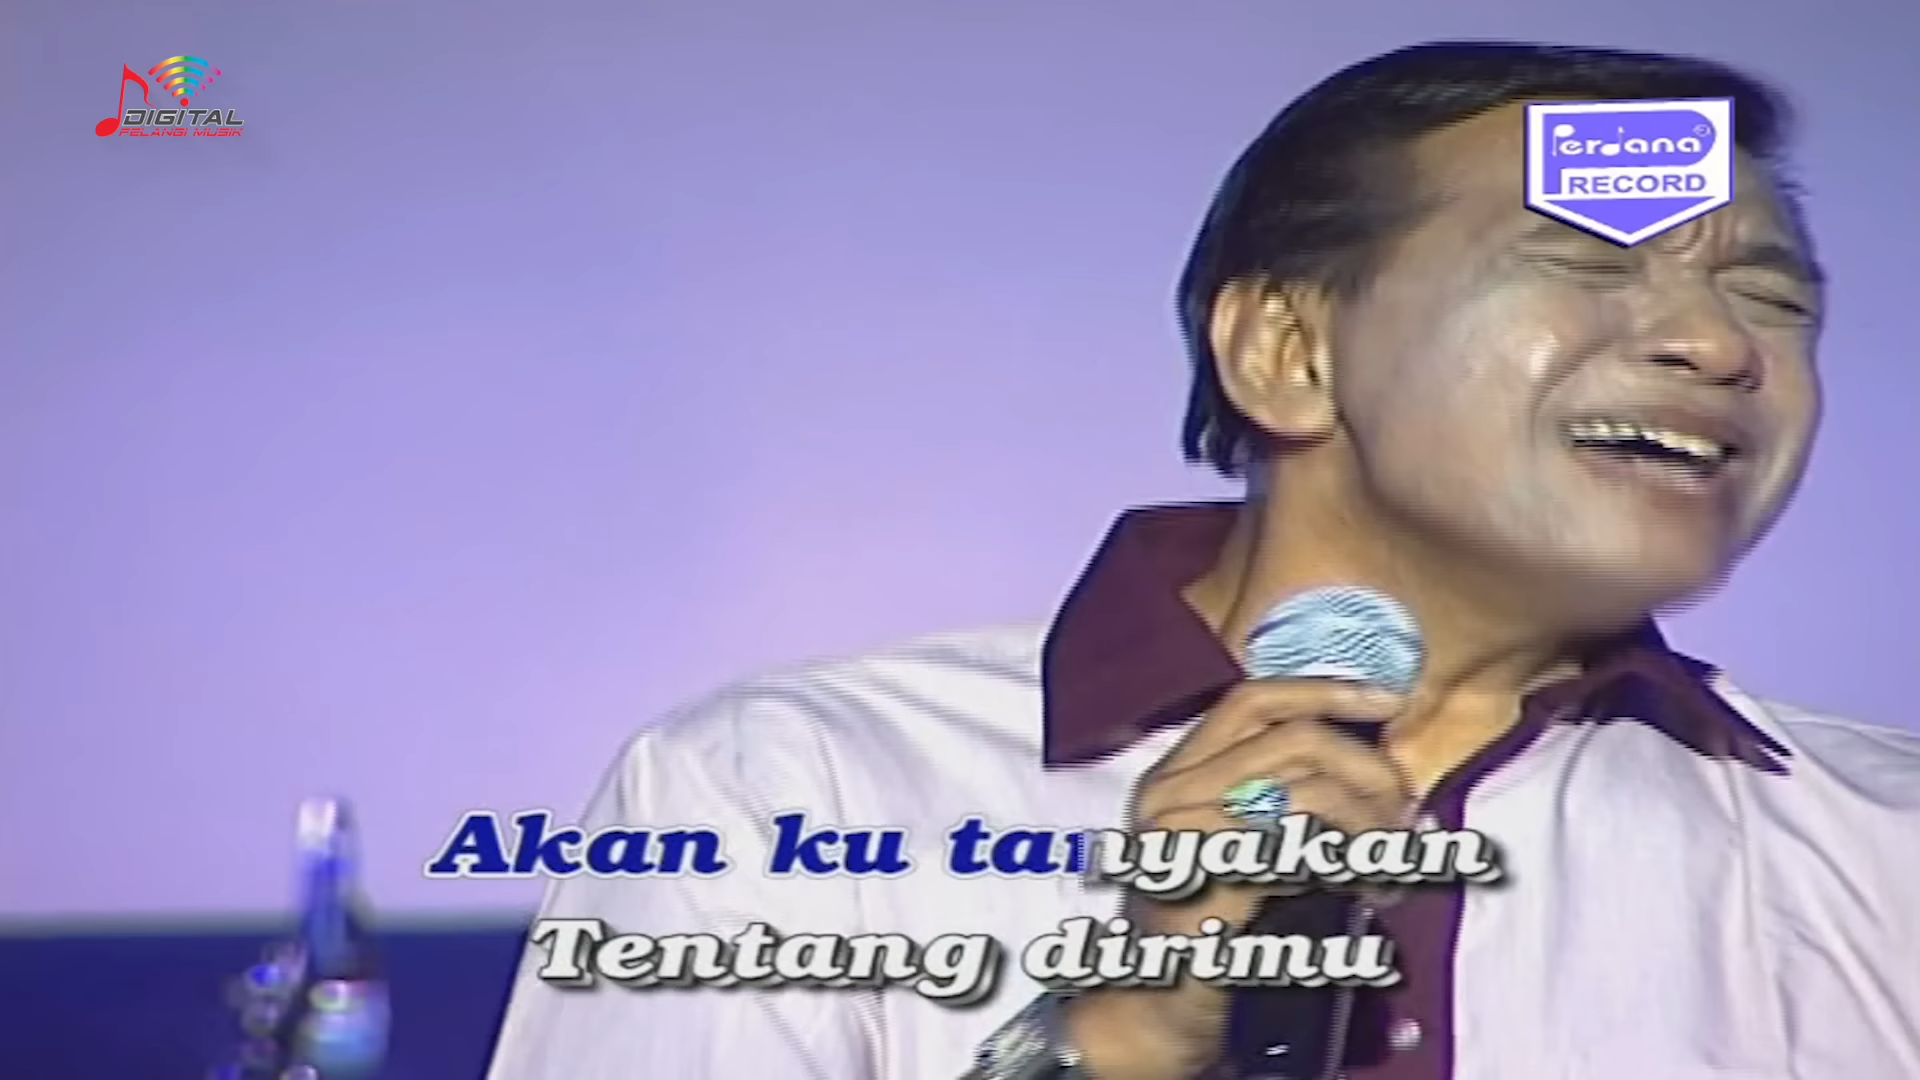 DIGITAL
PELANGI MUSIK
Perdana
RECORD
Akan ku tanyakan
Tentang dirimu